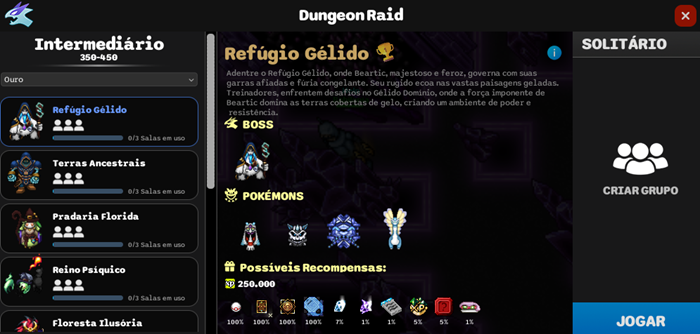 Dungeon Raid
Intermediário
350-450
Ouro
Refúgio Gélido
0/3 Salas em uso
Terras Ancestrais
0/3 Salas em uso
Pradaria Florida
0/3 Salas em uso
Reino Psíquico
0/3 Salas em uso
Floresta Ilusória
Refúgio Gélido
Adentre o Refúgio Gélido, onde Beartic, majestoso e feroz, governa com suas
garras afiadas e fúria congelante. Seu rugido ecoa nas vastas paisagens geladas.
Treinadores, enfrentem desafios no Gélido Domínio, onde a força imponente de
Beartic domina as terras cobertas de gelo, criando um ambiente de poder e
resistência.
BOSS
POKÉMONS
Possíveis Recompensas:
250.000
100% 100% 100% 100% 7% 1% 1% 5% 5% 1%
SOLITÁRIO
CRIAR GRUPO
JOGAR